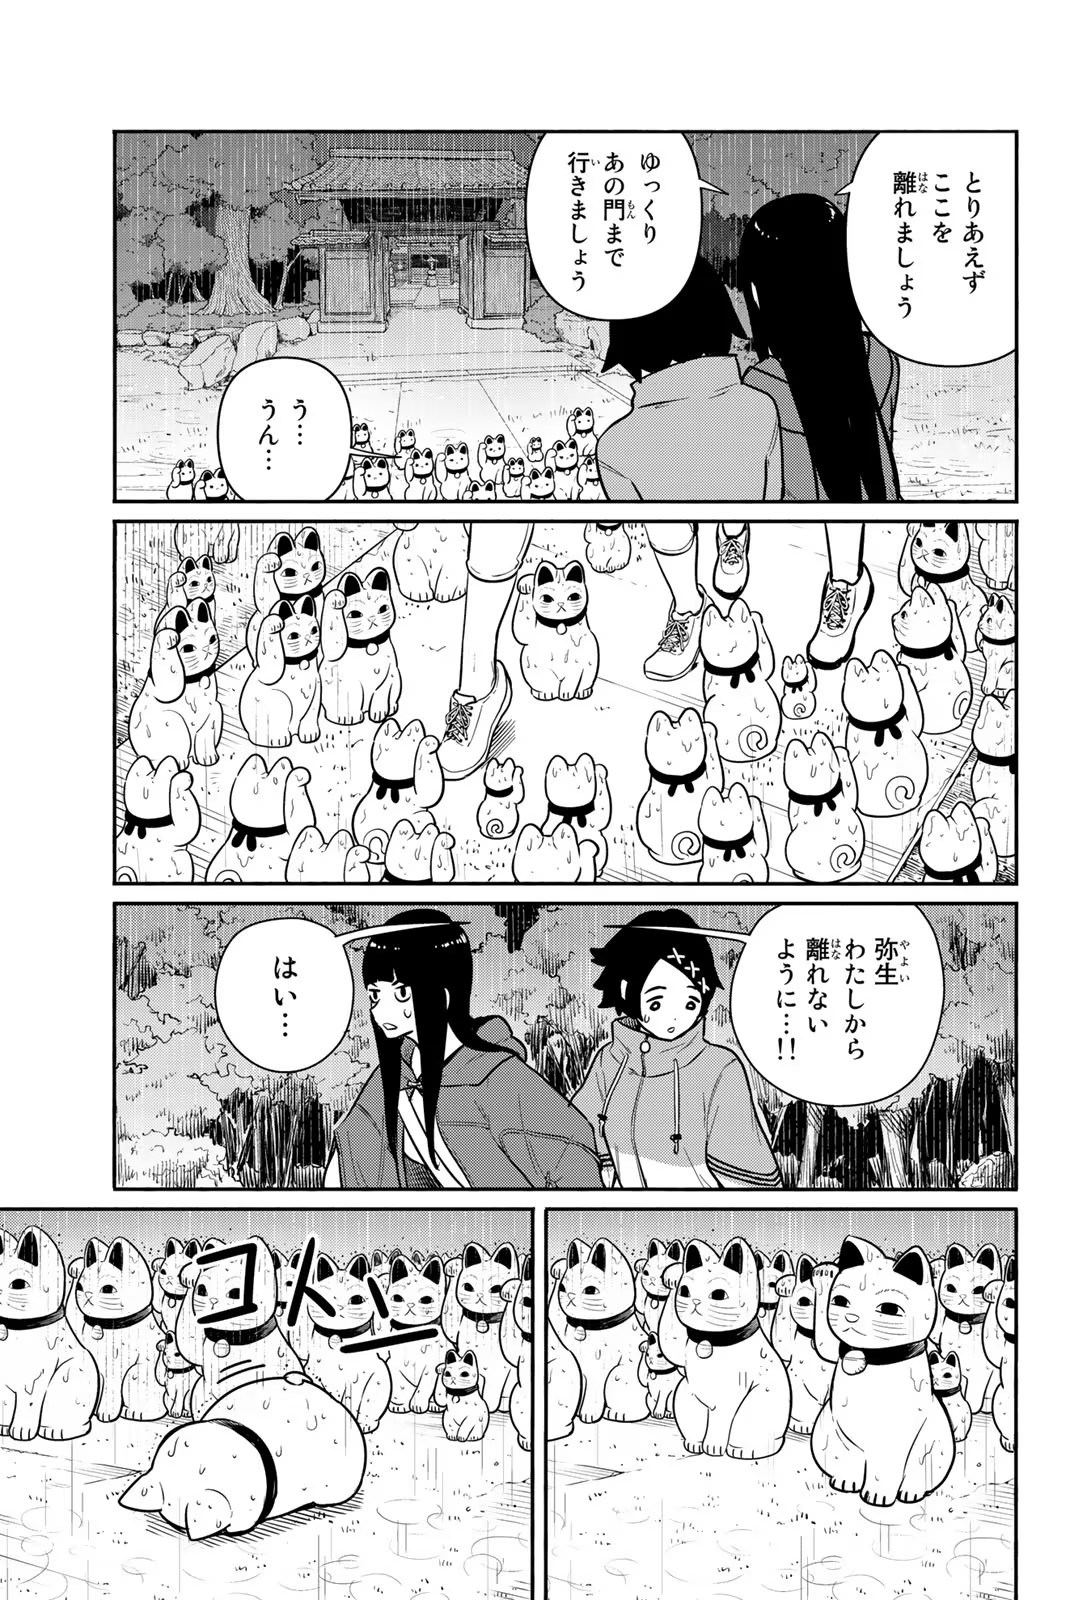 とりあえず
ここを
離れましょう
ゆっくり
あの門まで
行きましょう
う…
うん…
弥生
わたしから
離れない
ように…!!
はい…
コトン